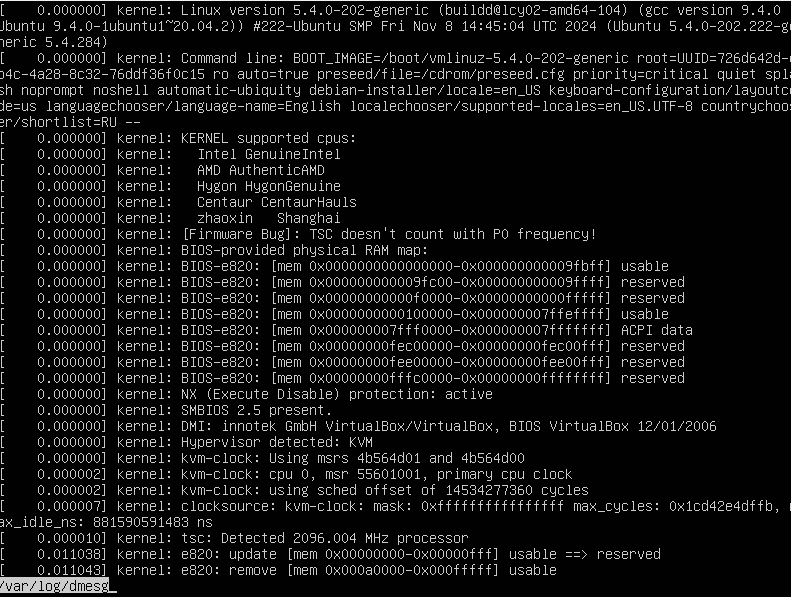 [    0.000000] kernel: Linux version 5.4.0-202-generic (buildd@lcy02-amd64-104) (gcc version 9.4.0 (
Ubuntu 9.4.0-1ubuntu1~20.04.2)) #222-Ubuntu SMP Fri Nov 8 14:45:04 UTC 2024 (Ubuntu 5.4.0-202.222-ge
neric 5.4.284)
[    0.000000] kernel: Command line: BOOT_IMAGE=/boot/vmlinuz-5.4.0-202-generic root=UUID=726d642d-
b4c-4a28-8c32-76ddf36f0c15 ro auto=true preseed/file=/cdrom/preseed.cfg priority=critical quiet spla
sh noprompt noshell automatic-ubiquity debian-installer/locale=en_US keyboard-configuration/layoutco
de=us languagechooser/language-name=English localechooser/supported-locales=en_US.UTF-8 countrychoos
er/shortlist=RU --
[    0.000000] kernel: KERNEL supported cpus:
[    0.000000] kernel:   Intel GenuineIntel
[    0.000000] kernel:   AMD AuthenticAMD
[    0.000000] kernel:   Hygon HygonGenuine
[    0.000000] kernel:   Centaur CentaurHauls
[    0.000000] kernel:   zhaoxin   Shanghai
[    0.000000] kernel: [Firmware Bug]: TSC doesn't count with P0 frequency!
[    0.000000] kernel: BIOS-provided physical RAM map:
[    0.000000] kernel: BIOS-e820: [mem 0x0000000000000000-0x000000000009fbff] usable
[    0.000000] kernel: BIOS-e820: [mem 0x000000000009fc00-0x000000000009ffff] reserved
[    0.000000] kernel: BIOS-e820: [mem 0x00000000000f0000-0x00000000000fffff] reserved
[    0.000000] kernel: BIOS-e820: [mem 0x0000000000100000-0x000000007ffeffff] usable
[    0.000000] kernel: BIOS-e820: [mem 0x000000007fff0000-0x000000007fffffff] ACPI data
[    0.000000] kernel: BIOS-e820: [mem 0x00000000fec00000-0x00000000fec00fff] reserved
[    0.000000] kernel: BIOS-e820: [mem 0x00000000fee00000-0x00000000fee00fff] reserved
[    0.000000] kernel: BIOS-e820: [mem 0x00000000fffc0000-0x00000000ffffffff] reserved
[    0.000000] kernel: NX (Execute Disable) protection: active
[    0.000000] kernel: SMBIOS 2.5 present.
[    0.000000] kernel: DMI: innotek GmbH VirtualBox/VirtualBox, BIOS VirtualBox 12/01/2006
[    0.000000] kernel: Hypervisor detected: KVM
[    0.000000] kernel: kvm-clock: Using msrs 4b564d01 and 4b564d00
[    0.000002] kernel: kvm-clock: cpu 0, msr 55601001, primary cpu clock
[    0.000002] kernel: kvm-clock: using sched offset of 14534277360 cycles
[    0.000007] kernel: clocksource: kvm-clock: mask: 0xffffffffffffffff max_cycles: 0x1cd42e4dffb, m
ax_idle_ns: 881590591483 ns
[    0.000010] kernel: tsc: Detected 2096.004 MHz processor
[    0.011038] kernel: e820: update [mem 0x00000000-0x00000fff] usable ==> reserved
[    0.011043] kernel: e820: remove [mem 0x000a0000-0x000fffff] usable
/var/log/dmesg